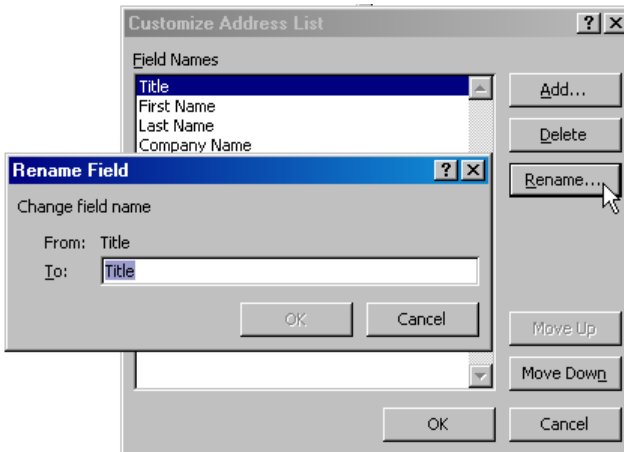 Customize Address List
Field Names
Title
First Name
Last Name
Company Name
Add...
Delete
Rename...
Rename Field
Change field name
From: Title
To: Title
OK Cancel
Move Up
Move Down
OK Cancel